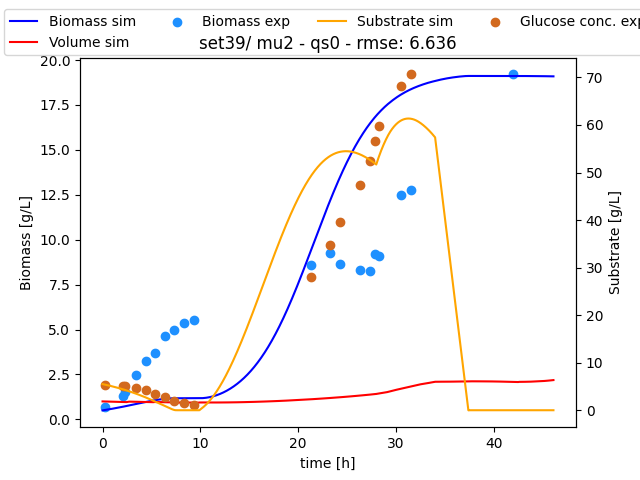 Biomass sim Biomass exp Substrate sim Glucose conc. exp
Volume sim
set39/ mu2 - qs0 - rmse: 6.636
20.0
17.5
15.0
12.5
10.0
7.5
5.0
2.5
0.0
Biomass [g/L]
70
60
50
40
30
20
10
0
Substrate [g/L]
0 10 20 30 40
time [h]